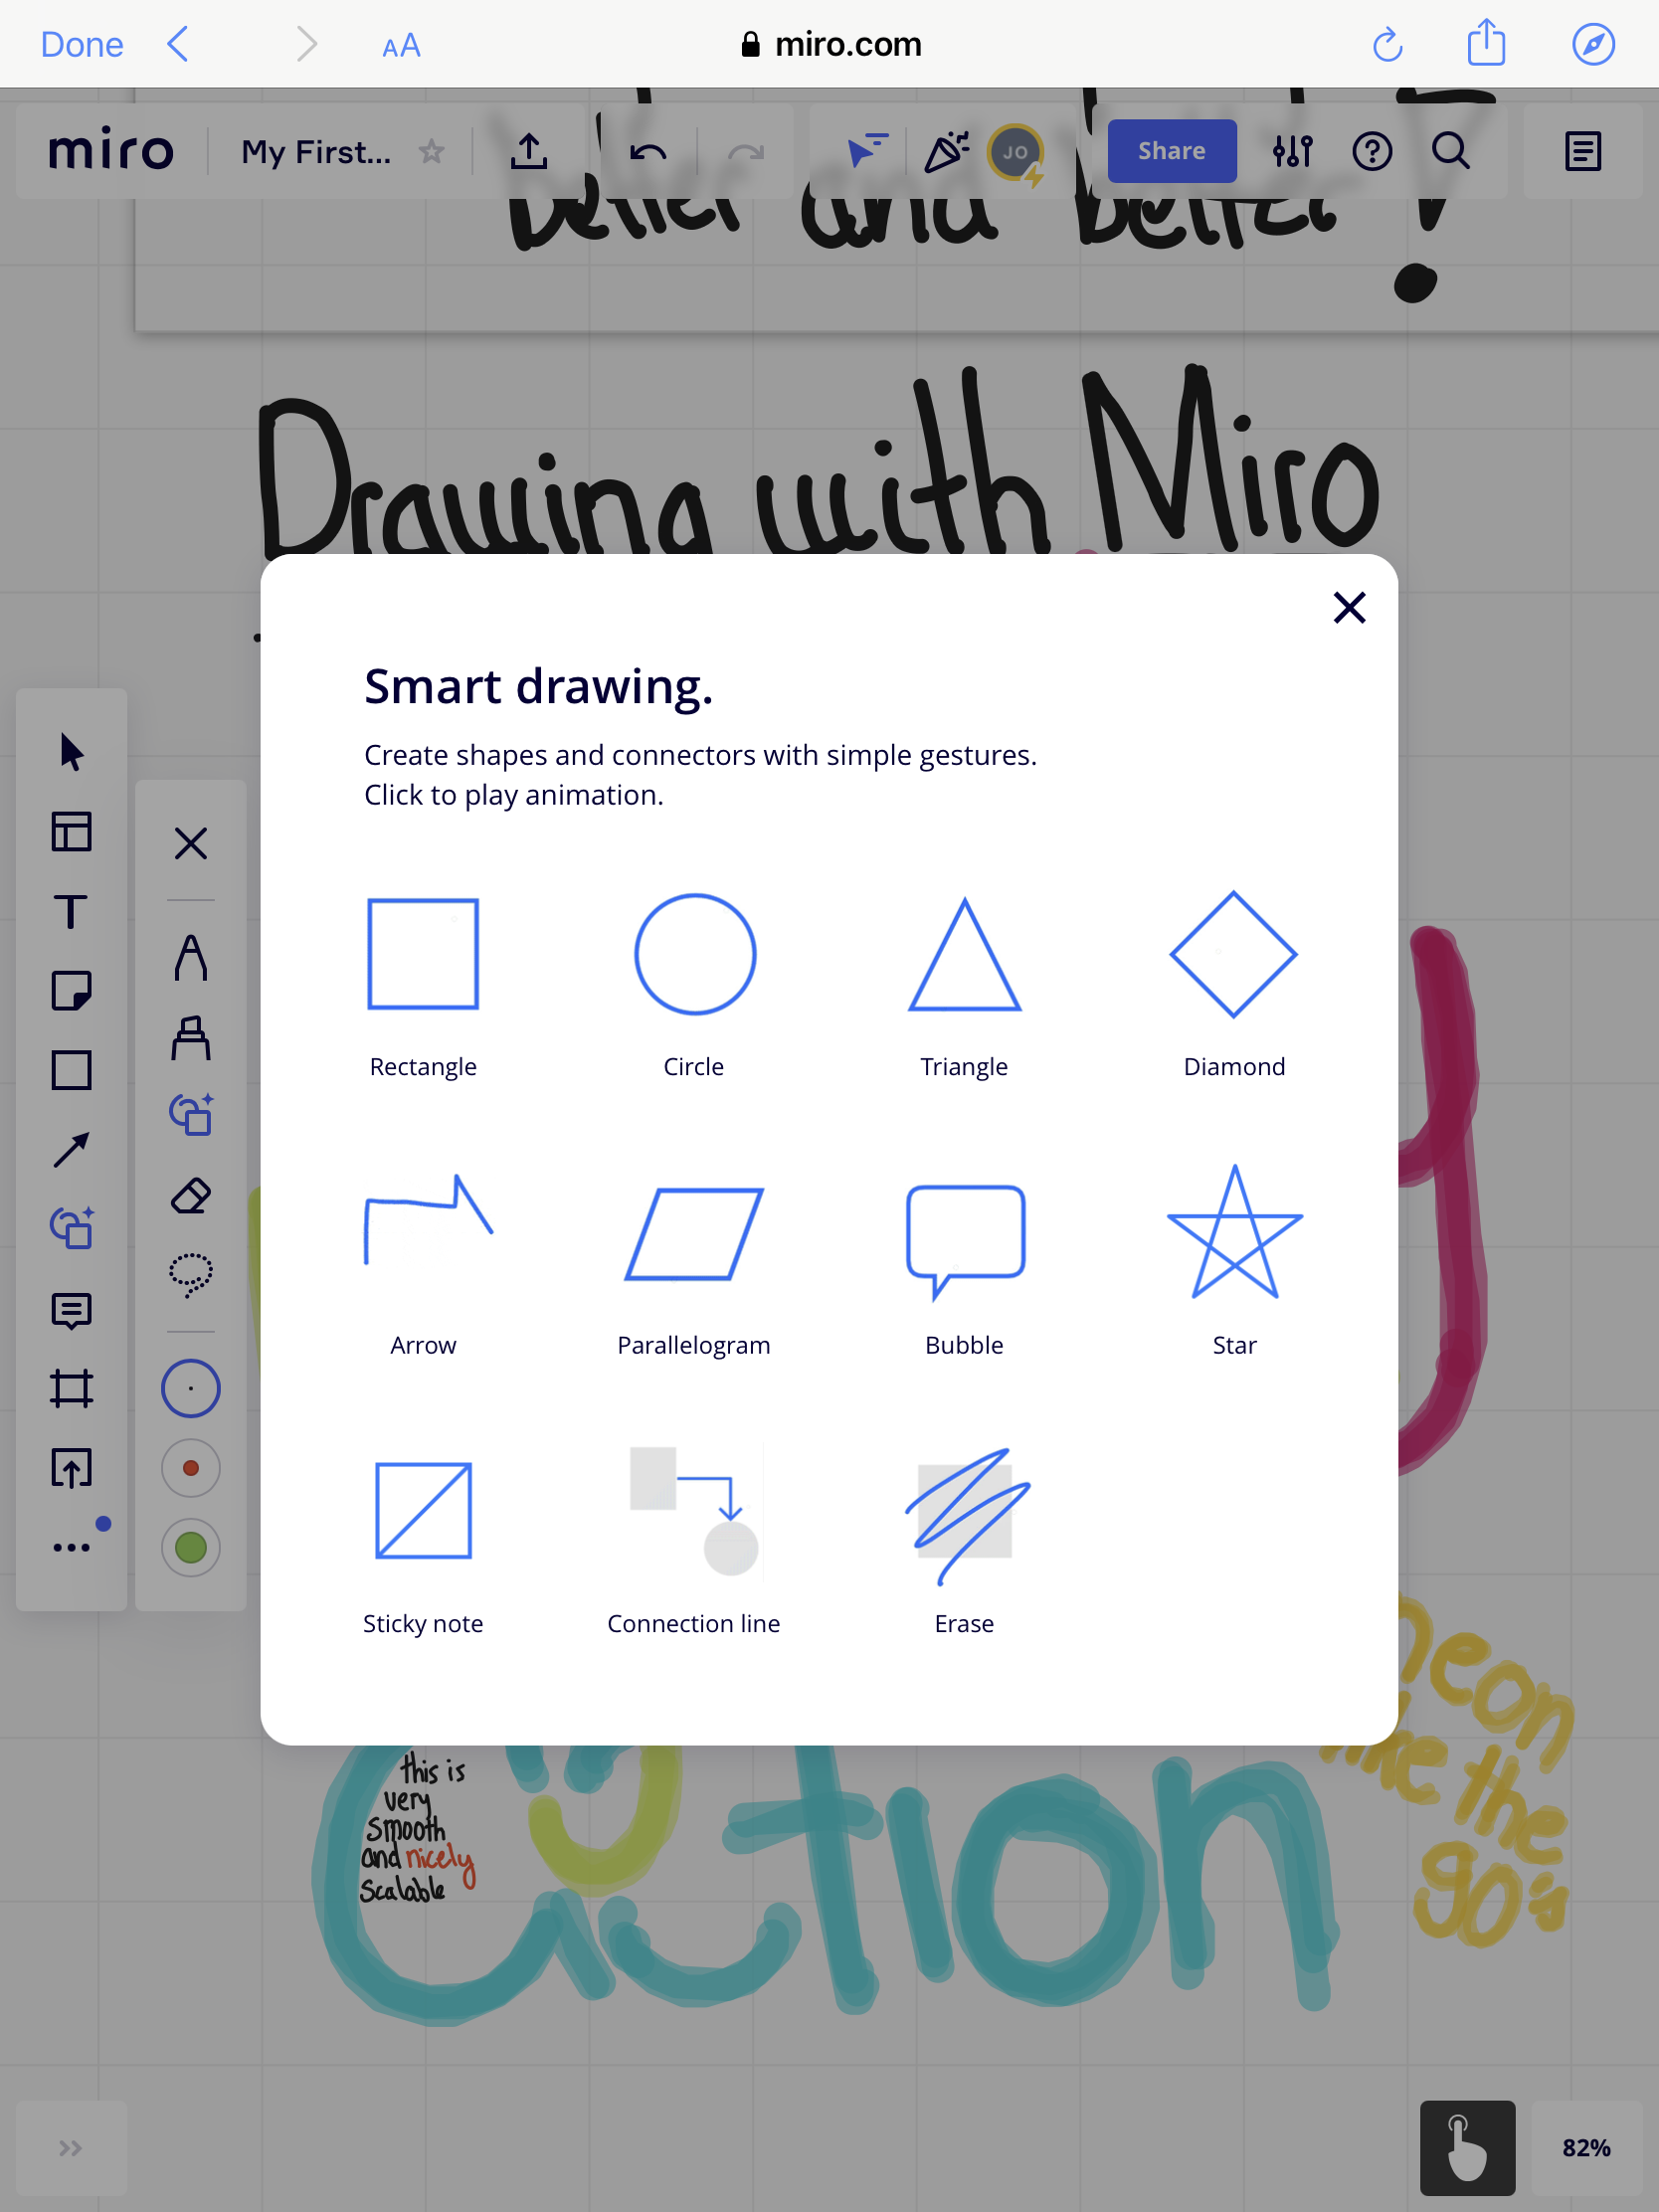 Done
AA
miro.com
miro
My First...
JO
Share
better and better!
Drawing with Miro
Smart drawing.
Create shapes and connectors with simple gestures.
Click to play animation.
Rectangle
Circle
Triangle
Diamond
Arrow
Parallelogram
Bubble
Star
Sticky note
Connection line
Erase
neon
like the
90's
this is
very
smooth
and nicely
scalable
action
82%